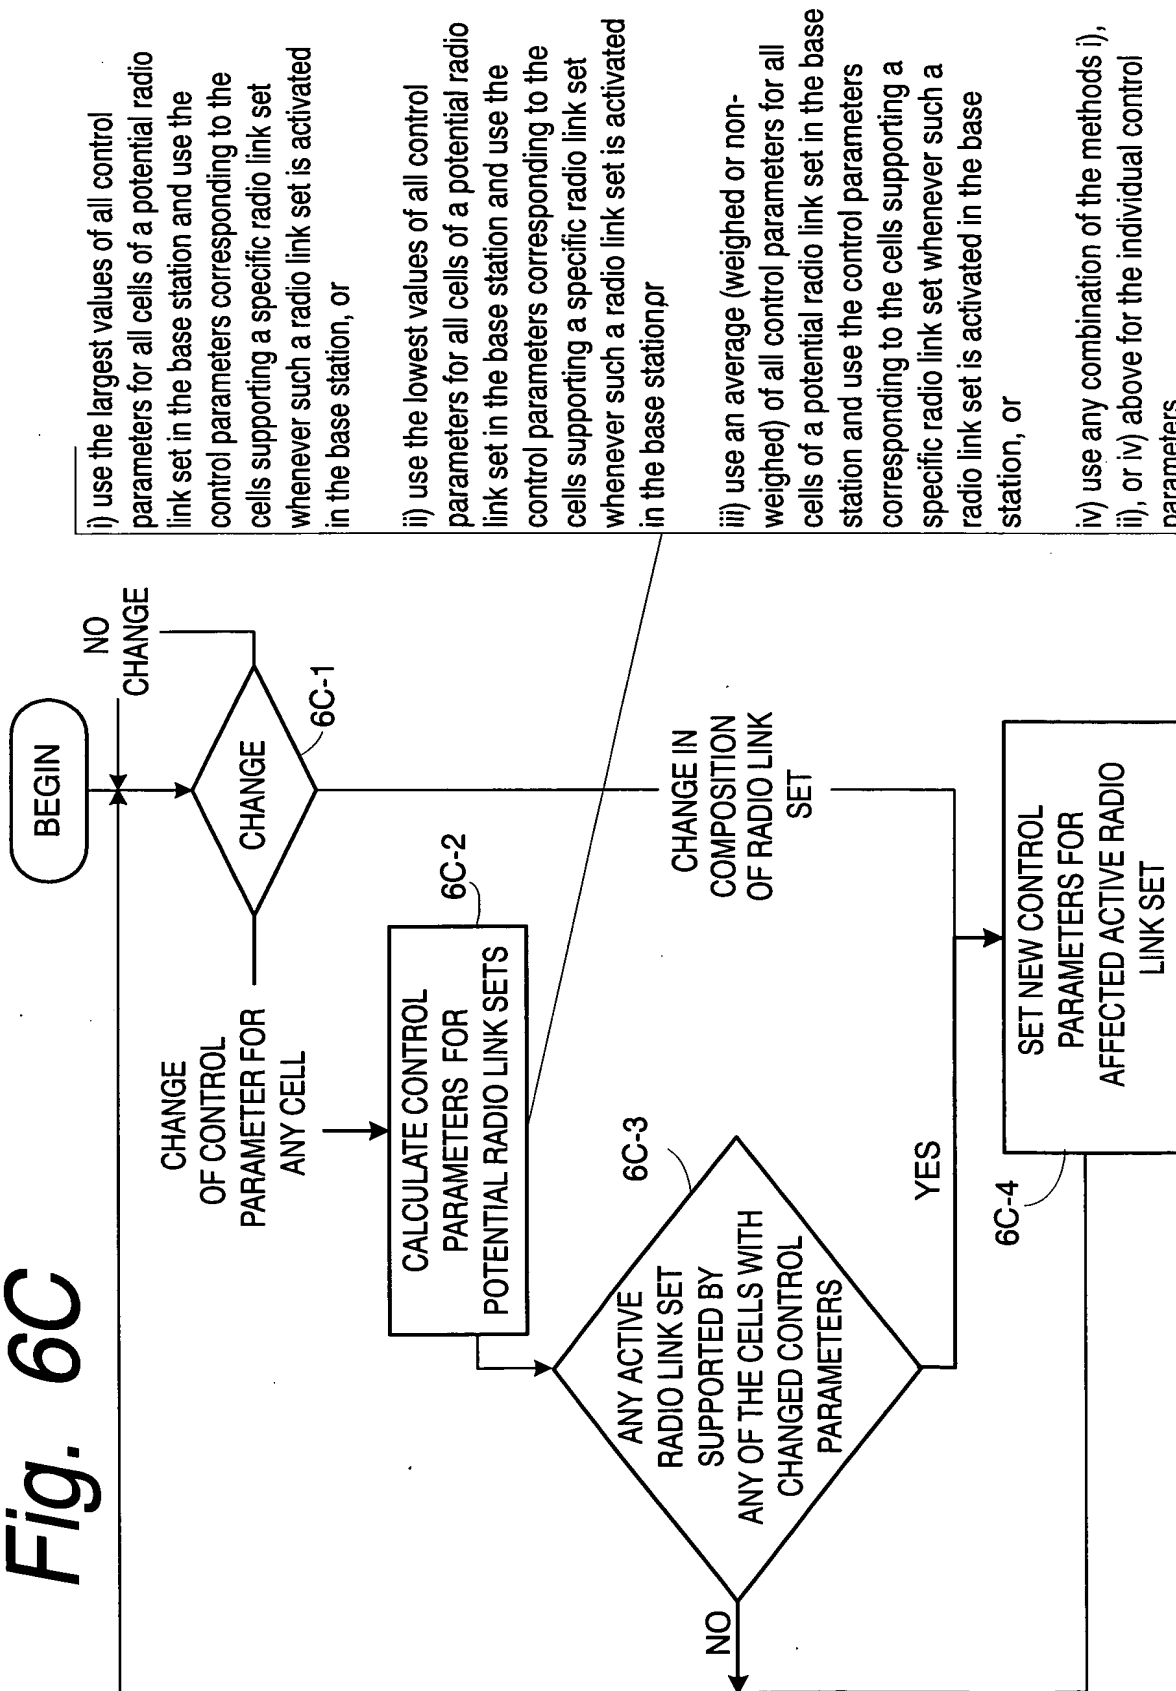 Fig. 6C
BEGIN
NO
CHANGE
CHANGE
6C-1
CHANGE
OF CONTROL
PARAMETER FOR
ANY CELL
6C-2
CALCULATE CONTROL
PARAMETERS FOR
POTENTIAL RADIO LINK SETS
CHANGE IN
COMPOSITION
OF RADIO LINK
SET
6C-3
ANY ACTIVE
RADIO LINK SET
SUPPORTED BY
ANY OF THE CELLS WITH
CHANGED CONTROL
PARAMETERS
NO
YES
6C-4
SET NEW CONTROL
PARAMETERS FOR
AFFECTED ACTIVE RADIO
LINK SET
i) use the largest values of all control
parameters for all cells of a potential radio
link set in the base station and use the
control parameters corresponding to the
cells supporting a specific radio link set
whenever such a radio link set is activated
in the base station, or
ii) use the lowest values of all control
parameters for all cells of a potential radio
link set in the base station and use the
control parameters corresponding to the
cells supporting a specific radio link set
whenever such a radio link set is activated
in the base station,or
iii) use an average (weighed or non-
weighed) of all control parameters for all
cells of a potential radio link set in the base
station and use the control parameters
corresponding to the cells supporting a
specific radio link set whenever such a
radio link set is activated in the base
station, or
iv) use any combination of the methods i),
ii), or iv) above for the individual control
parameters